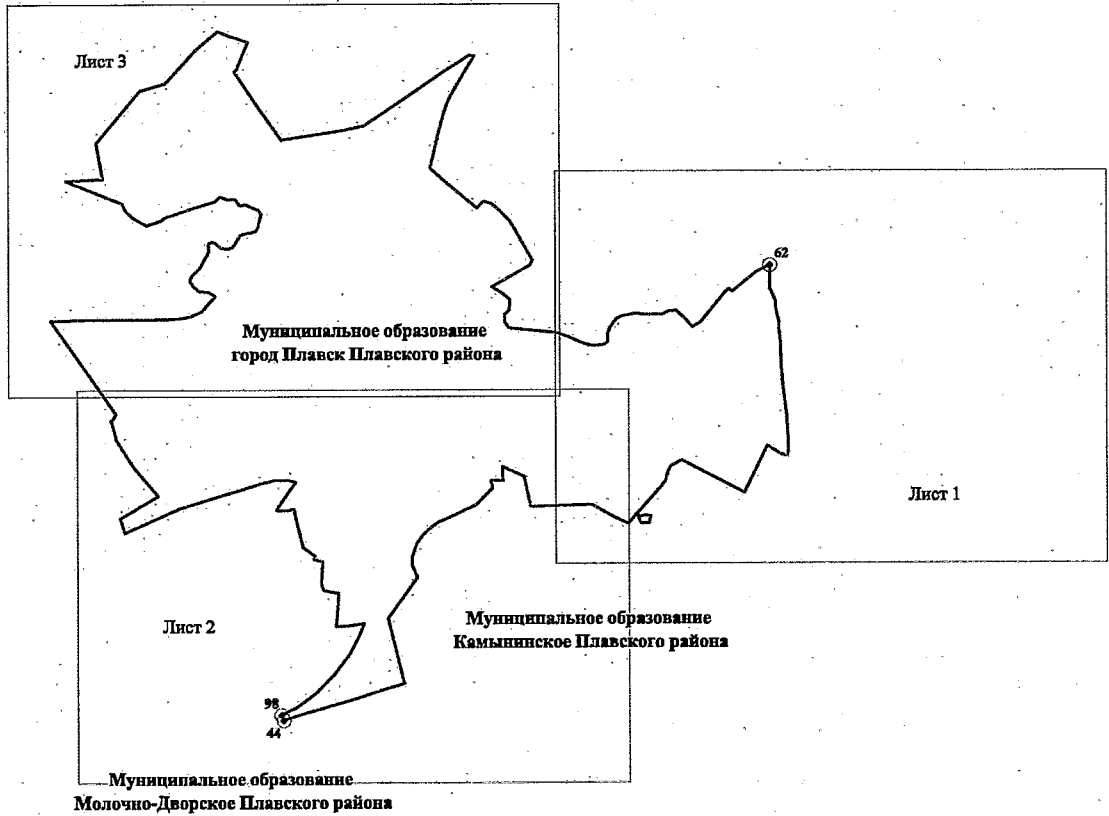 Лист 3
62
Муниципальное образование
город Плавск Плавского района
Лист 1
Лист 2
Муниципальное образование
Камынинское Плавского района
98
44
Муниципальное образование
Молочно-Дворское Плавского района